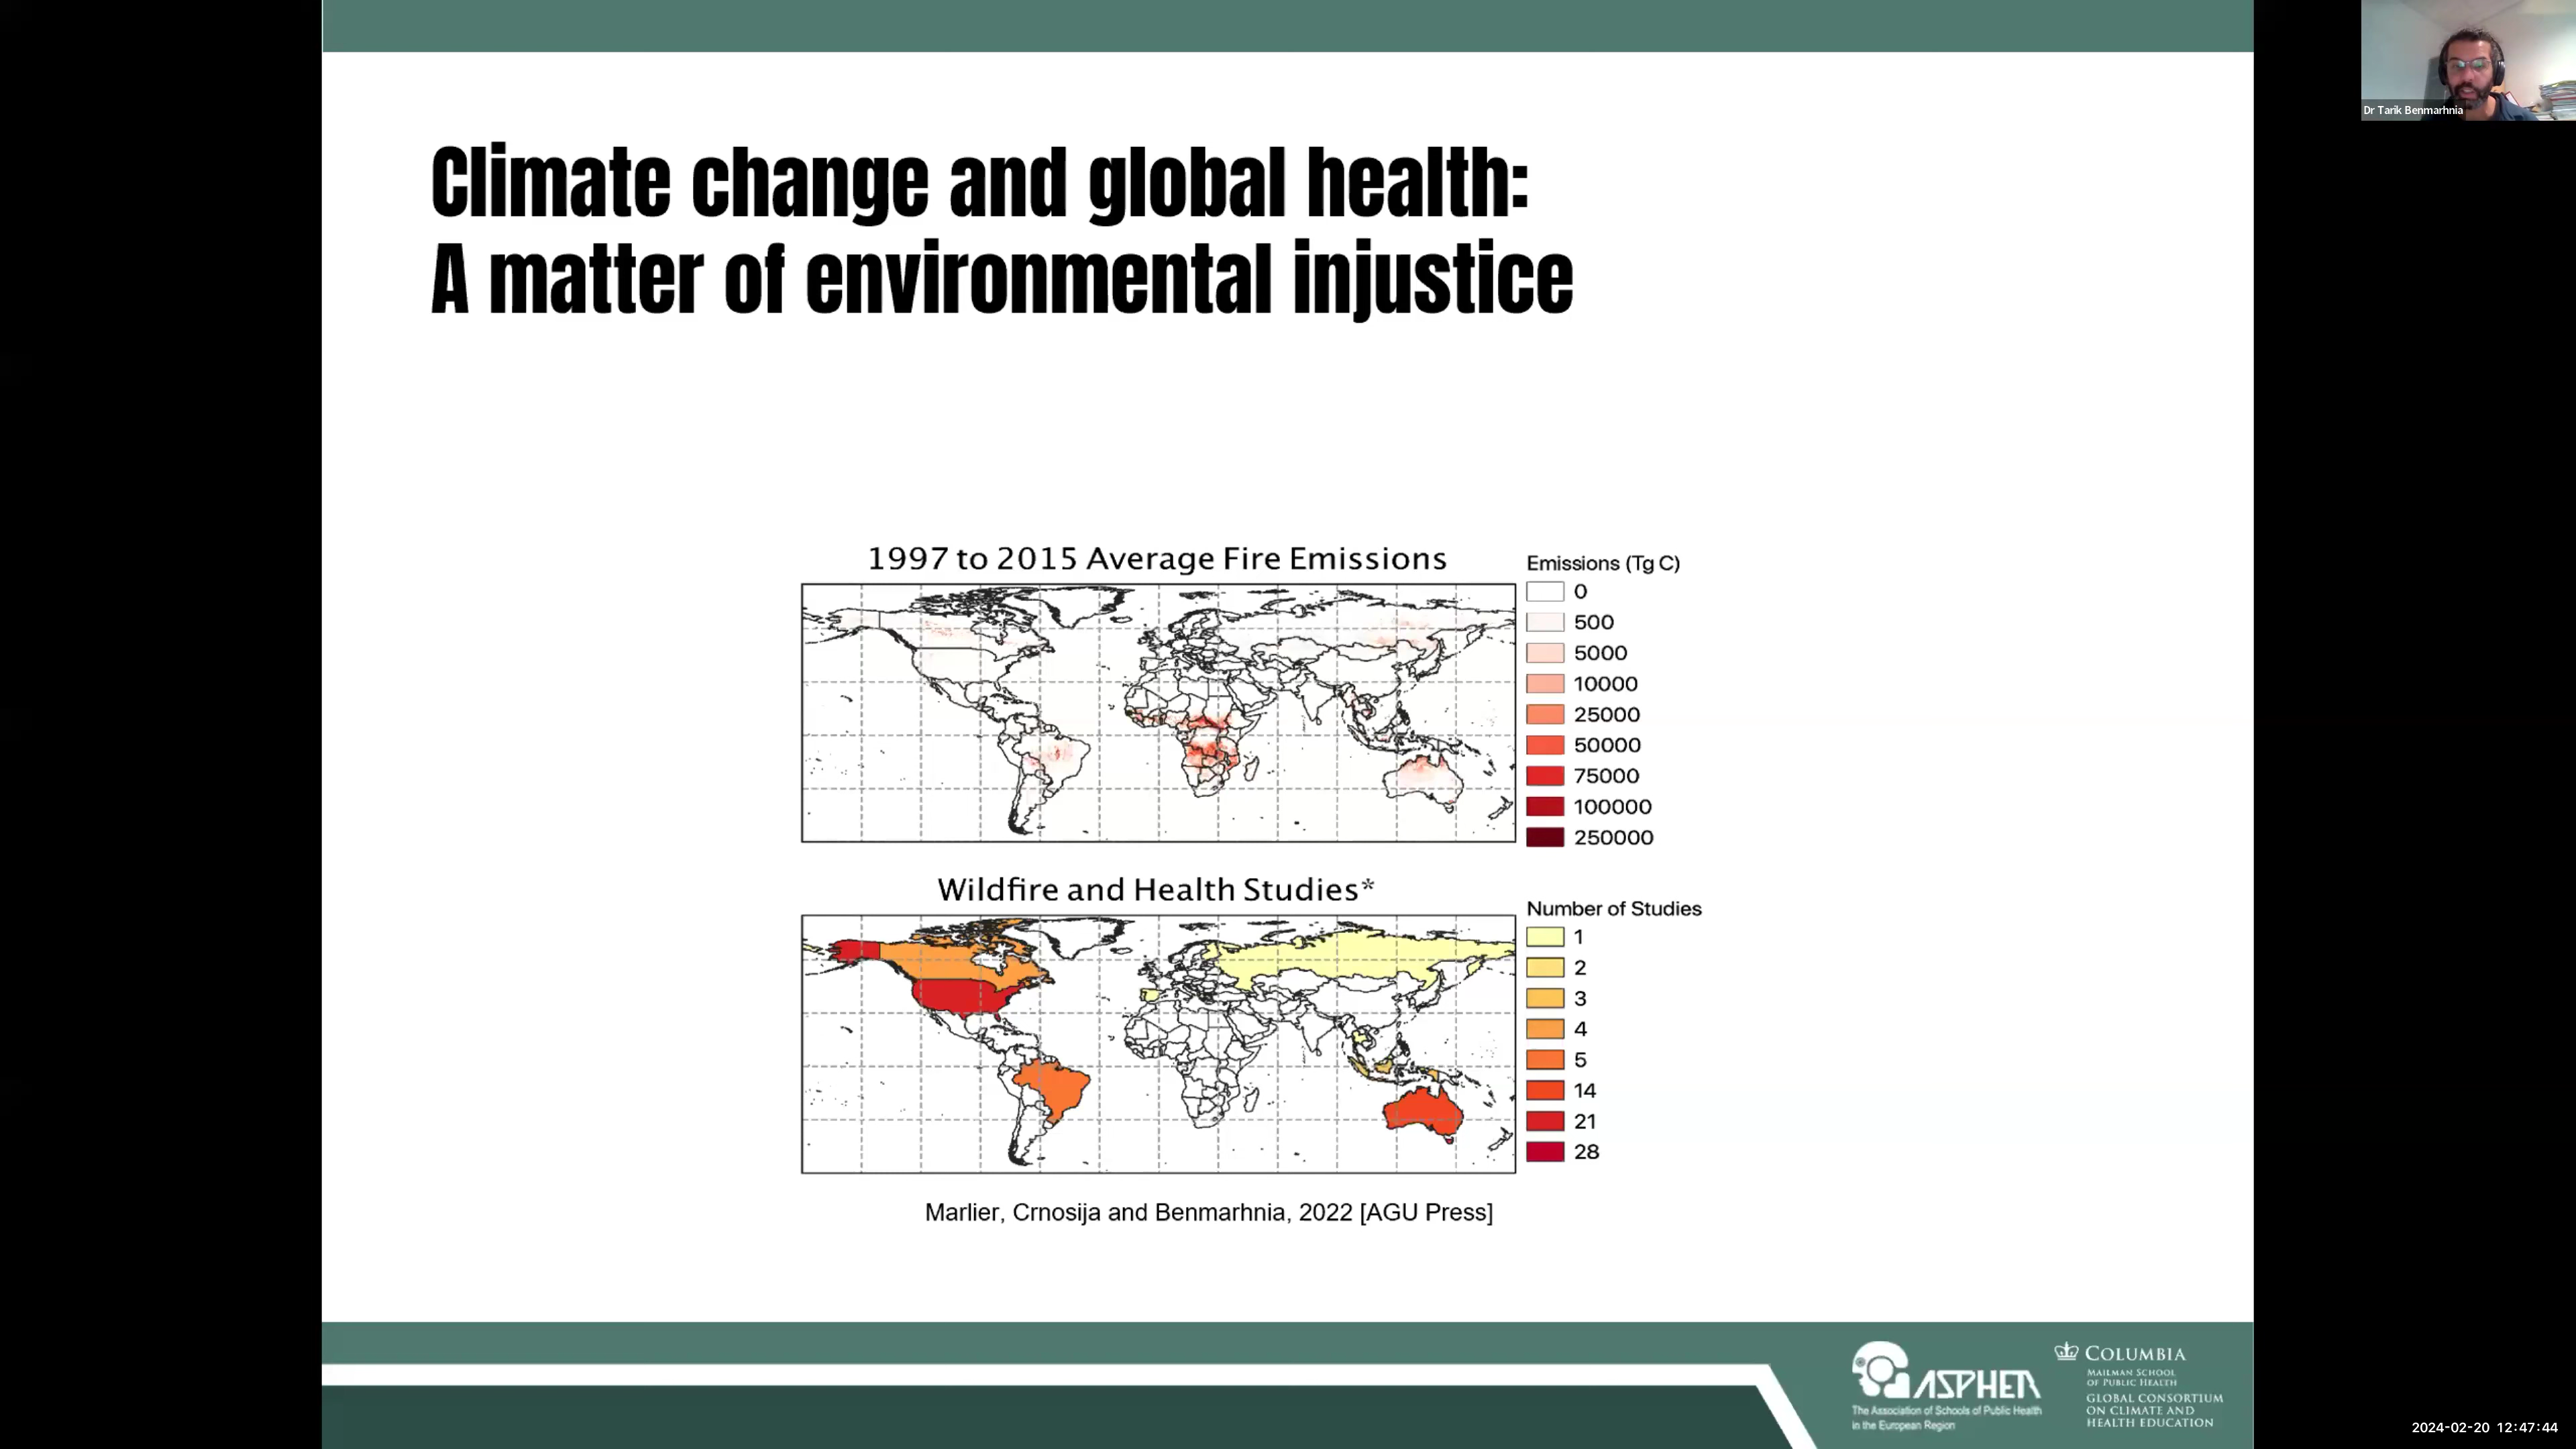 Dr Tarik Benmarhnia
Climate change and global health:
A matter of environmental injustice
1997 to 2015 Average Fire Emissions
Emissions (Tg C)
0
500
5000
10000
25000
50000
75000
100000
250000
Wildfire and Health Studies*
Number of Studies
1
2
3
4
5
14
21
28
Marlier, Crnosija and Benmarhnia, 2022 [AGU Press]
ASPHER
The Association of Schools of Public Health
in the European Region
COLUMBIA
MAILMAN SCHOOL
OF PUBLIC HEALTH
GLOBAL CONSORTIUM
ON CLIMATE AND
HEALTH EDUCATION
2024-02-20 12:47:44